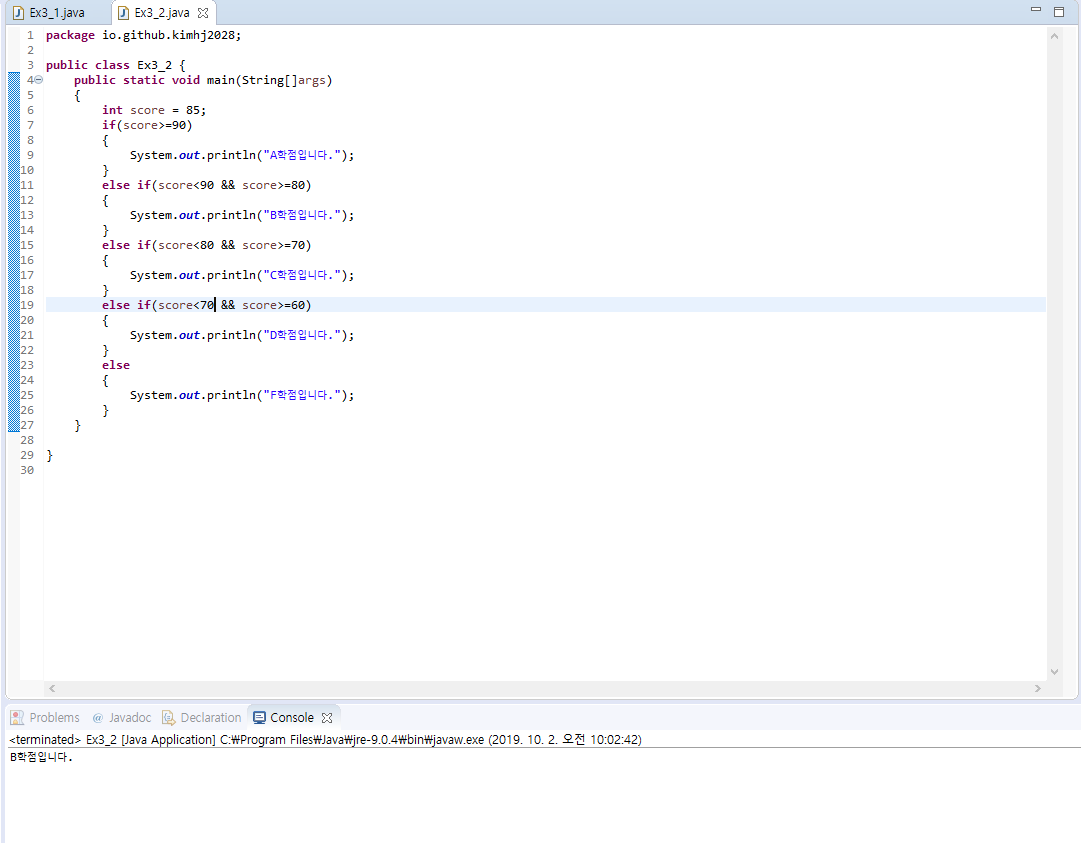 Ex3_1.java
Ex3_2.java
1 package io.github.kimhj2028;
2
3 public class Ex3_2 {
4 public static void main(String[]args)
5 {
6 int score = 85;
7 if(score>=90)
8 {
9 System.out.println("A학점입니다.");
10 }
11 else if(score<90 && score>=80)
12 {
13 System.out.println("B학점입니다.");
14 }
15 else if(score<80 && score>=70)
16 {
17 System.out.println("C학점입니다.");
18 }
19 else if(score<70 && score>=60)
20 {
21 System.out.println("D학점입니다.");
22 }
23 else
24 {
25 System.out.println("F학점입니다.");
26 }
27 }
28
29 }
30
Problems @ Javadoc Declaration Console
<terminated> Ex3_2 [Java Application] C:₩Program Files₩Java₩jre-9.0.4₩bin₩javaw.exe (2019. 10. 2. 오전 10:02:42)
B학점입니다.